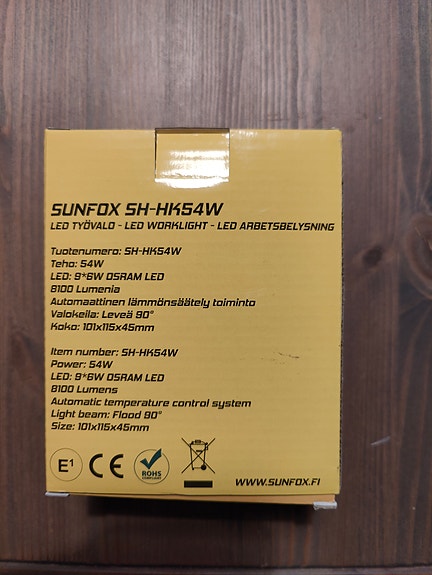 SUNFOX SH-HK54W
LED TYÖVALO - LED WORKLIGHT - LED ARBETSBELYSNING
Tuotenumero: SH-HK54W
Teho: 54W
LED: 9*6W OSRAM LED
8100 Lumenia
Automaattinen lämmönsäätely toiminto
Valokeila: Leveä 90°
Koko: 101x115x45mm
Item number: SH-HK54W
Power: 54W
LED: 9*6W OSRAM LED
8100 Lumens
Automatic temperature control system
Light beam: Flood 90°
Size: 101x115x45mm
E1 CE ROHS
COMPLIANT
WWW.SUNFOX.FI